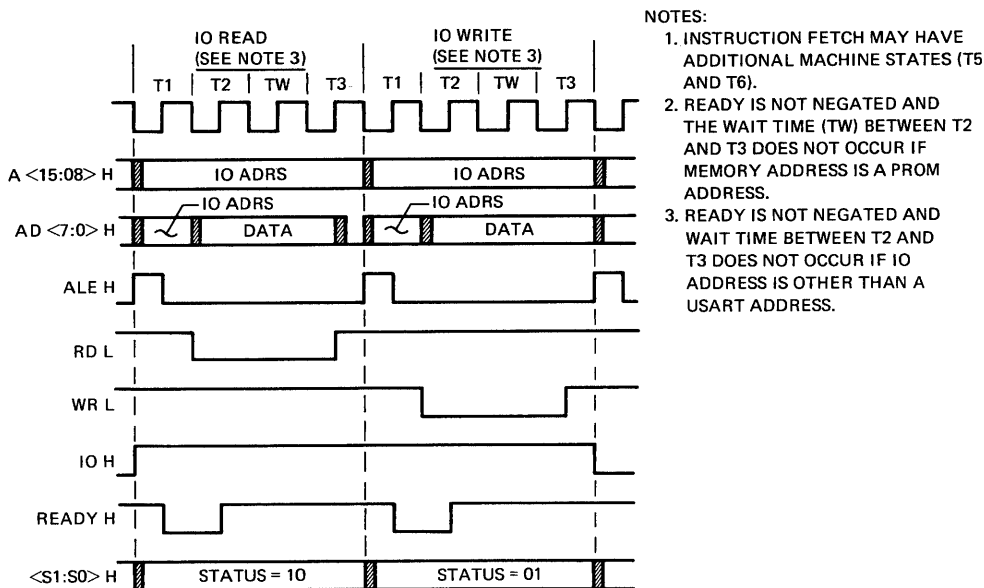 IO READ
(SEE NOTE 3)
IO WRITE
(SEE NOTE 3)
T1 T2 TW T3 T1 T2 TW T3
A <15:08> H IO ADRS IO ADRS
IO ADRS IO ADRS
AD <7:0> H DATA DATA
ALE H
RD L
WR L
IO H
READY H
<S1:S0> H STATUS = 10 STATUS = 01
NOTES:
1. INSTRUCTION FETCH MAY HAVE
ADDITIONAL MACHINE STATES (T5
AND T6).
2. READY IS NOT NEGATED AND
THE WAIT TIME (TW) BETWEEN T2
AND T3 DOES NOT OCCUR IF
MEMORY ADDRESS IS A PROM
ADDRESS.
3. READY IS NOT NEGATED AND
WAIT TIME BETWEEN T2 AND
T3 DOES NOT OCCUR IF IO
ADDRESS IS OTHER THAN A
USART ADDRESS.